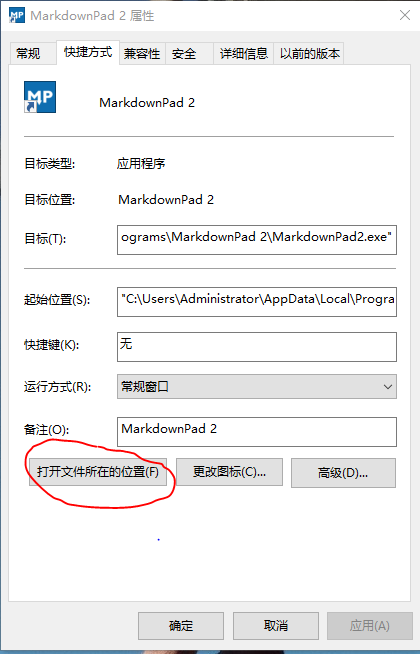 MP MarkdownPad 2 属性
常规 快捷方式 兼容性 安全 详细信息 以前的版本
MP MarkdownPad 2
目标类型: 应用程序
目标位置: MarkdownPad 2
目标(T): ograms\MarkdownPad 2\MarkdownPad2.exe"
起始位置(S): "C:\Users\Administrator\AppData\Local\Progra
快捷键(K): 无
运行方式(R): 常规窗口
备注(O): MarkdownPad 2
打开文件所在的位置(F) 更改图标(C)... 高级(D)...
确定 取消 应用(A)